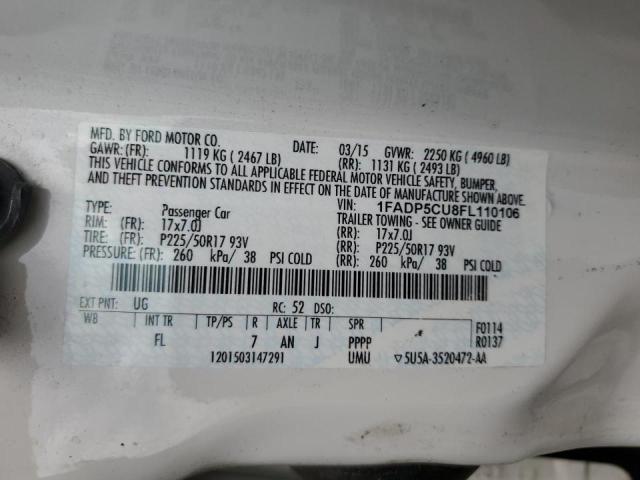 MFD. BY FORD MOTOR CO.
DATE: 03/15 GVWR: 2250 KG ( 4960 LB)
GAWR: (FR): 1119 KG ( 2467 LB) (RR): 1131 KG ( 2493 LB)
THIS VEHICLE CONFORMS TO ALL APPLICABLE FEDERAL MOTOR VEHICLE SAFETY, BUMPER,
AND THEFT PREVENTION STANDARDS IN EFFECT ON THE DATE OF MANUFACTURE SHOWN ABOVE.
VIN: 1FADP5CU8FL110106
TYPE: Passenger Car TRAILER TOWING - SEE OWNER GUIDE
RIM: (FR): 17x7.0J (RR): 17x7.0J
TIRE: (FR): P225/50R17 93V (RR): P225/50R17 93V
PRESSURE: (FR): 260 kPa/ 38 PSI COLD (RR): 260 kPa/ 38 PSI COLD
EXT PNT: UG RC: 52 DSO:
WB INT TR TP/PS R AXLE TR SPR F0114
FL 7 AN J PPPP R0137
1201503147291 UMU ▽5USA-3520472-AA